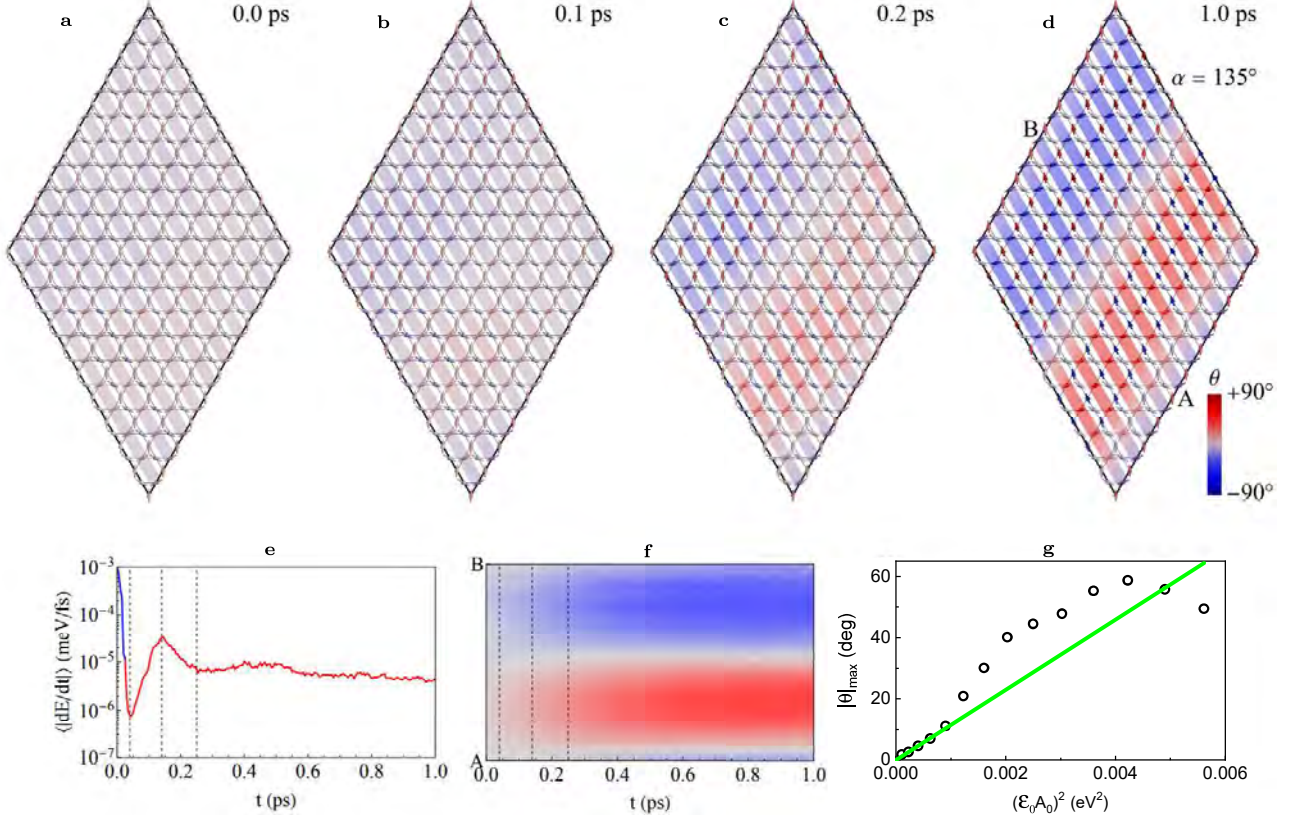 a 0.0 ps b 0.1 ps c 0.2 ps d 1.0 ps
α = 135°
B
θ
A +90°
−90°
e f g
10⁻³
10⁻⁴
10⁻⁵
10⁻⁶
10⁻⁷
⟨|dE/dt|⟩ (meV/fs)
0.0 0.2 0.4 0.6 0.8 1.0
t (ps)
B
A
0.0 0.2 0.4 0.6 0.8 1.0
t (ps)
60
40
20
0
|θ|max (deg)
0.000 0.002 0.004 0.006
(ℰ₀A₀)² (eV²)